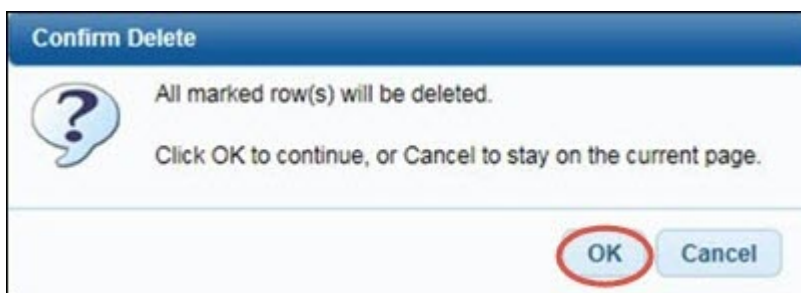 Confirm Delete
All marked row(s) will be deleted.
Click OK to continue, or Cancel to stay on the current page.
OK Cancel